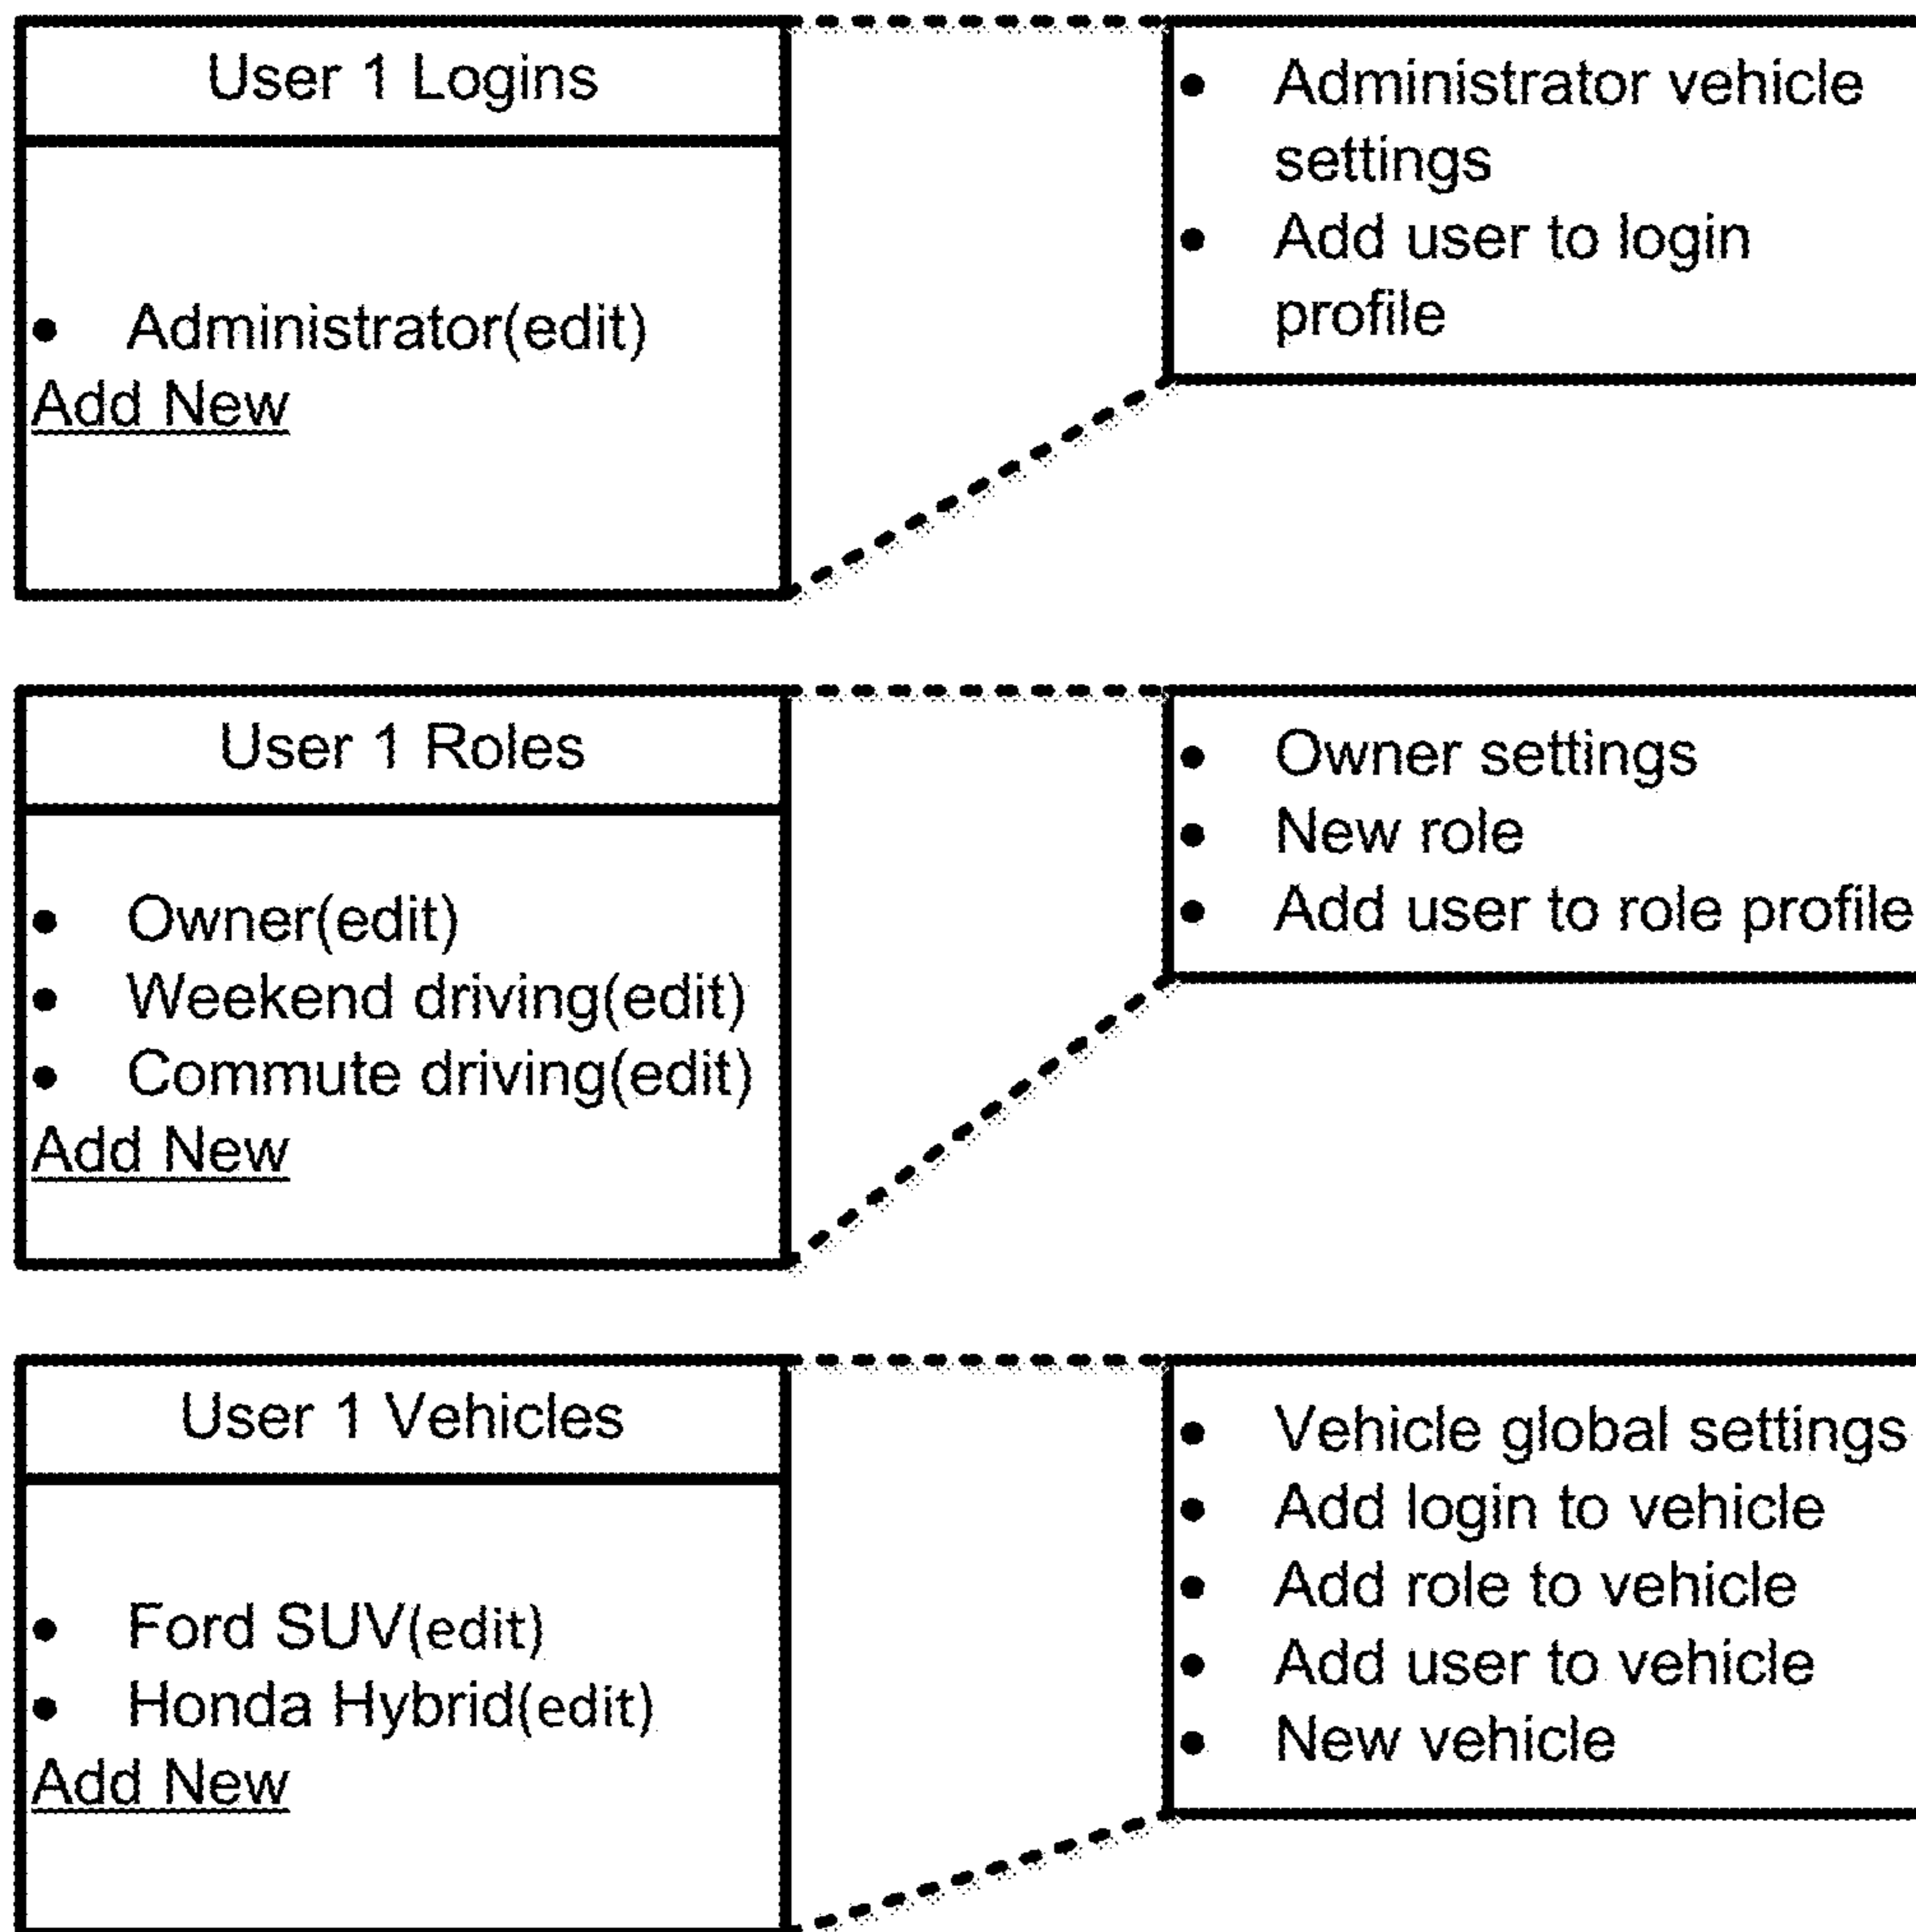 User 1 Logins
• Administrator(edit)
Add New
• Administrator vehicle
settings
• Add user to login
profile
User 1 Roles
• Owner(edit)
• Weekend driving(edit)
• Commute driving(edit)
Add New
• Owner settings
• New role
• Add user to role profile
User 1 Vehicles
• Ford SUV(edit)
• Honda Hybrid(edit)
Add New
• Vehicle global settings
• Add login to vehicle
• Add role to vehicle
• Add user to vehicle
• New vehicle